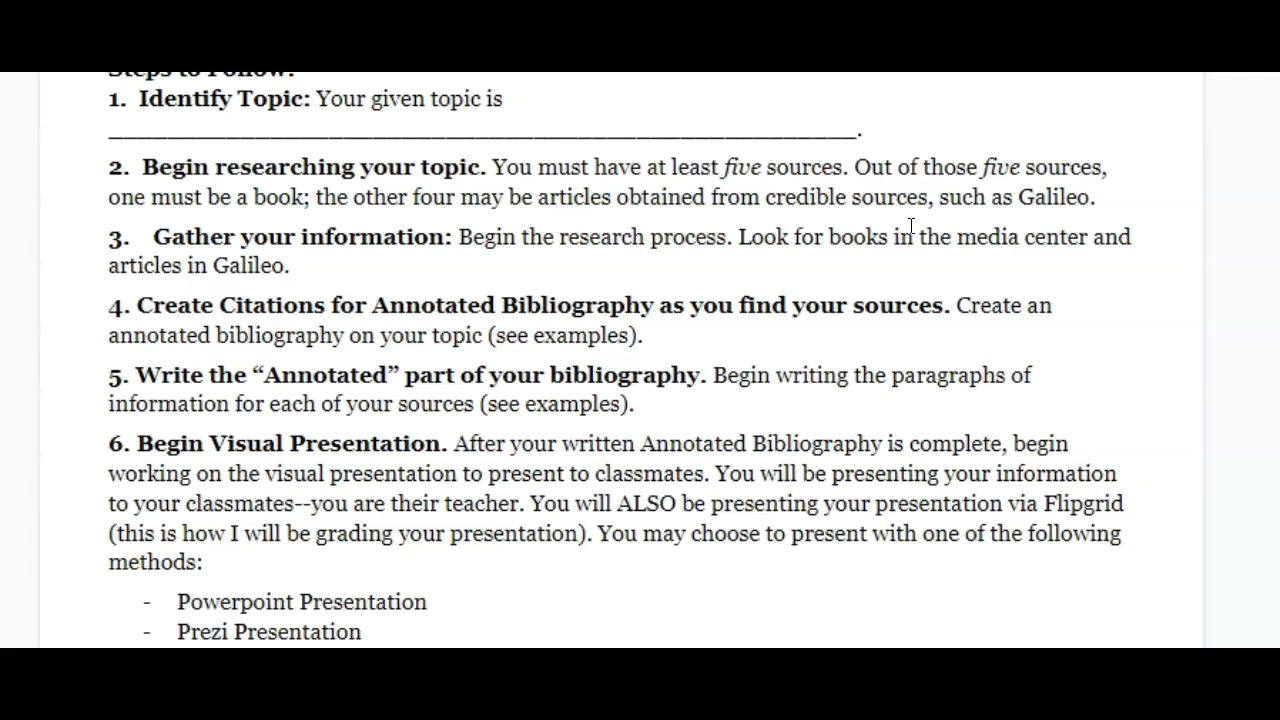 Steps to Follow:
1. Identify Topic: Your given topic is
______________________________________________________________.
2. Begin researching your topic. You must have at least five sources. Out of those five sources,
one must be a book; the other four may be articles obtained from credible sources, such as Galileo.
3. Gather your information: Begin the research process. Look for books in the media center and
articles in Galileo.
4. Create Citations for Annotated Bibliography as you find your sources. Create an
annotated bibliography on your topic (see examples).
5. Write the “Annotated” part of your bibliography. Begin writing the paragraphs of
information for each of your sources (see examples).
6. Begin Visual Presentation. After your written Annotated Bibliography is complete, begin
working on the visual presentation to present to classmates. You will be presenting your information
to your classmates--you are their teacher. You will ALSO be presenting your presentation via Flipgrid
(this is how I will be grading your presentation). You may choose to present with one of the following
methods:
- Powerpoint Presentation
- Prezi Presentation